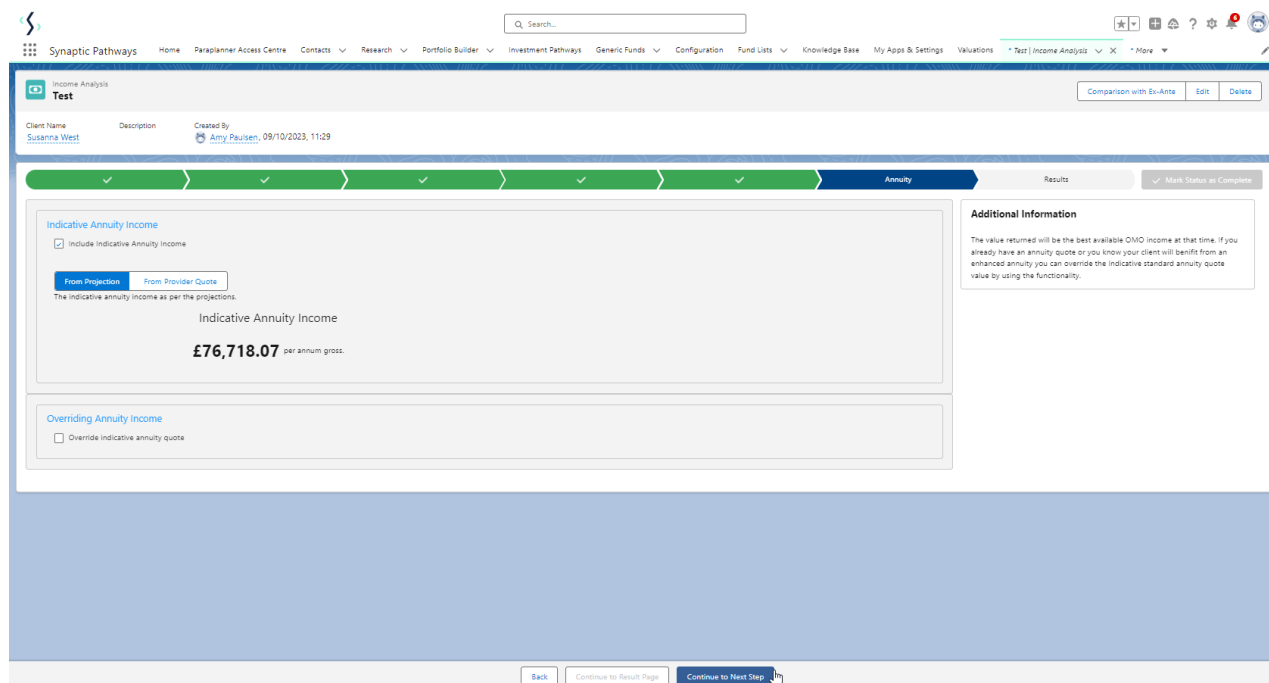 Search...
Synaptic Pathways Home Paraplanner Access Centre Contacts Research Portfolio Builder Investment Pathways Generic Funds Configuration Fund Lists Knowledge Base My Apps & Settings Valuations * Test | Income Analysis * More
6
Income Analysis
Test
Comparison with Ex-Ante Edit Delete
Client Name Description Created By
Susanna West Amy Paulsen, 09/10/2023, 11:29
Annuity Results Mark Status as Complete
Indicative Annuity Income
Include Indicative Annuity Income
From Projection From Provider Quote
The indicative annuity income as per the projections.
Indicative Annuity Income
£76,718.07 per annum gross.
Overriding Annuity Income
Override indicative annuity quote
Additional Information
The value returned will be the best available OMO income at that time. If you
already have an annuity quote or you know your client will benifit from an
enhanced annuity you can override the indicative standard annuity quote
value by using the functionality.
Back Continue to Result Page Continue to Next Step